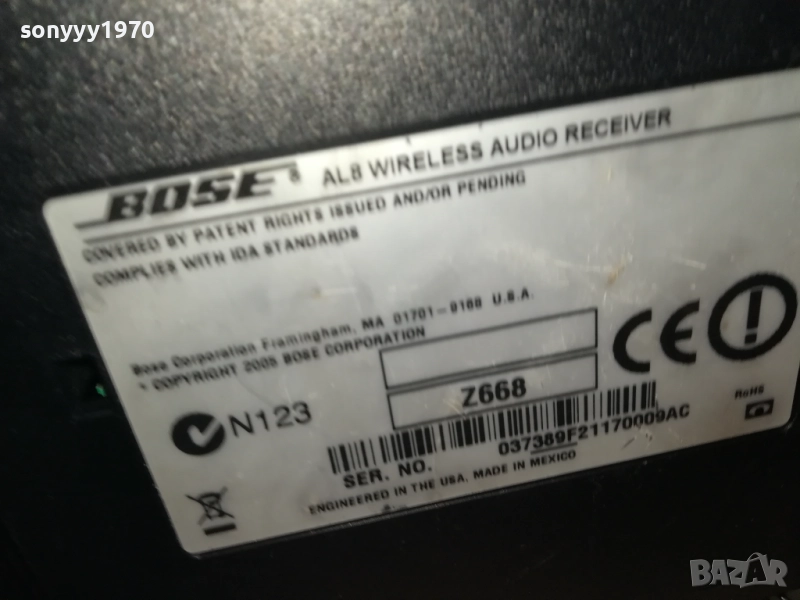 sonyyy1970
BOSE® AL8 WIRELESS AUDIO RECEIVER
COVERED BY PATENT RIGHTS ISSUED AND/OR PENDING
COMPLIES WITH IDA STANDARDS
Bose Corporation Framingham, MA 01701-9168 U.S.A.
© COPYRIGHT 2005 BOSE CORPORATION
CE
N123
Z668
RoHS
SER. NO. 037389F21170009AC
ENGINEERED IN THE USA. MADE IN MEXICO
BAZAR